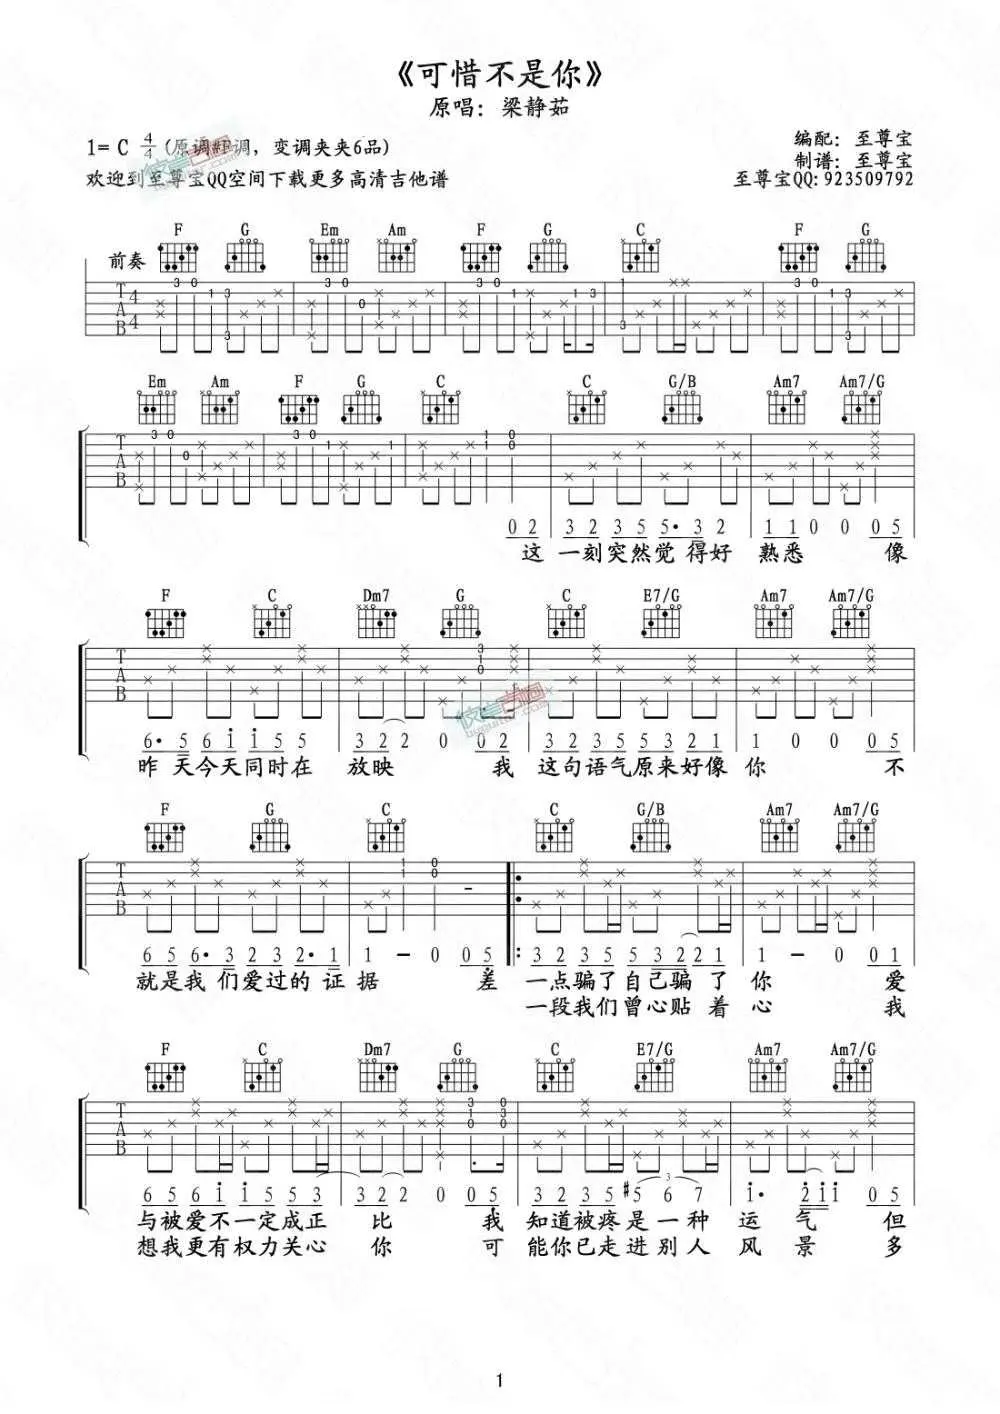 《可惜不是你》
原唱：梁静茹
1= C 4/4 (原调#F调，变调夹夹6品)
编配：至尊宝
制谱：至尊宝
欢迎到至尊宝QQ空间下载更多高清吉他谱
至尊宝QQ:923509792
F G Em Am F G C F G
前奏
T A B 4 4
Em Am F G C C G/B Am7 Am7/G
T A B
0 2 3 2 3 5 5· 3 2 1 1 0 0 0 5
这 一刻突然觉 得好 熟悉 像
F C Dm7 G C E7/G Am7 Am7/G
T A B
6· 5 6 1 1 5 5 3 2 2 0 0 2 3 2 3 5 3 5 2 1 1 0 0 0 5
昨 天今天同时在 放映 我 这句语气原来好像 你 不
F G C C G/B Am7 Am7/G
T A B
6 5 6· 3 2 3 2· 1 1 - 0 0 5 3 2 3 5 3 2 2 1 1 - 0 0 1
就是我 们爱过的 证 据 差 一点骗了自己骗 了 你 爱
一段我们曾心贴 着 心 我
F C Dm7 G C E7/G Am7 Am7/G
T A B
6 5 6 1 1 5 5 3 3 2 2 0 0 5 3 2 3 5 #5 6 7 1· 2 1 1 0 5
与被爱不一定成正 比 我 知道被疼是一种 运 气 但
想我更有权力关心 你 可 能你已走进别人 风 景 多
1